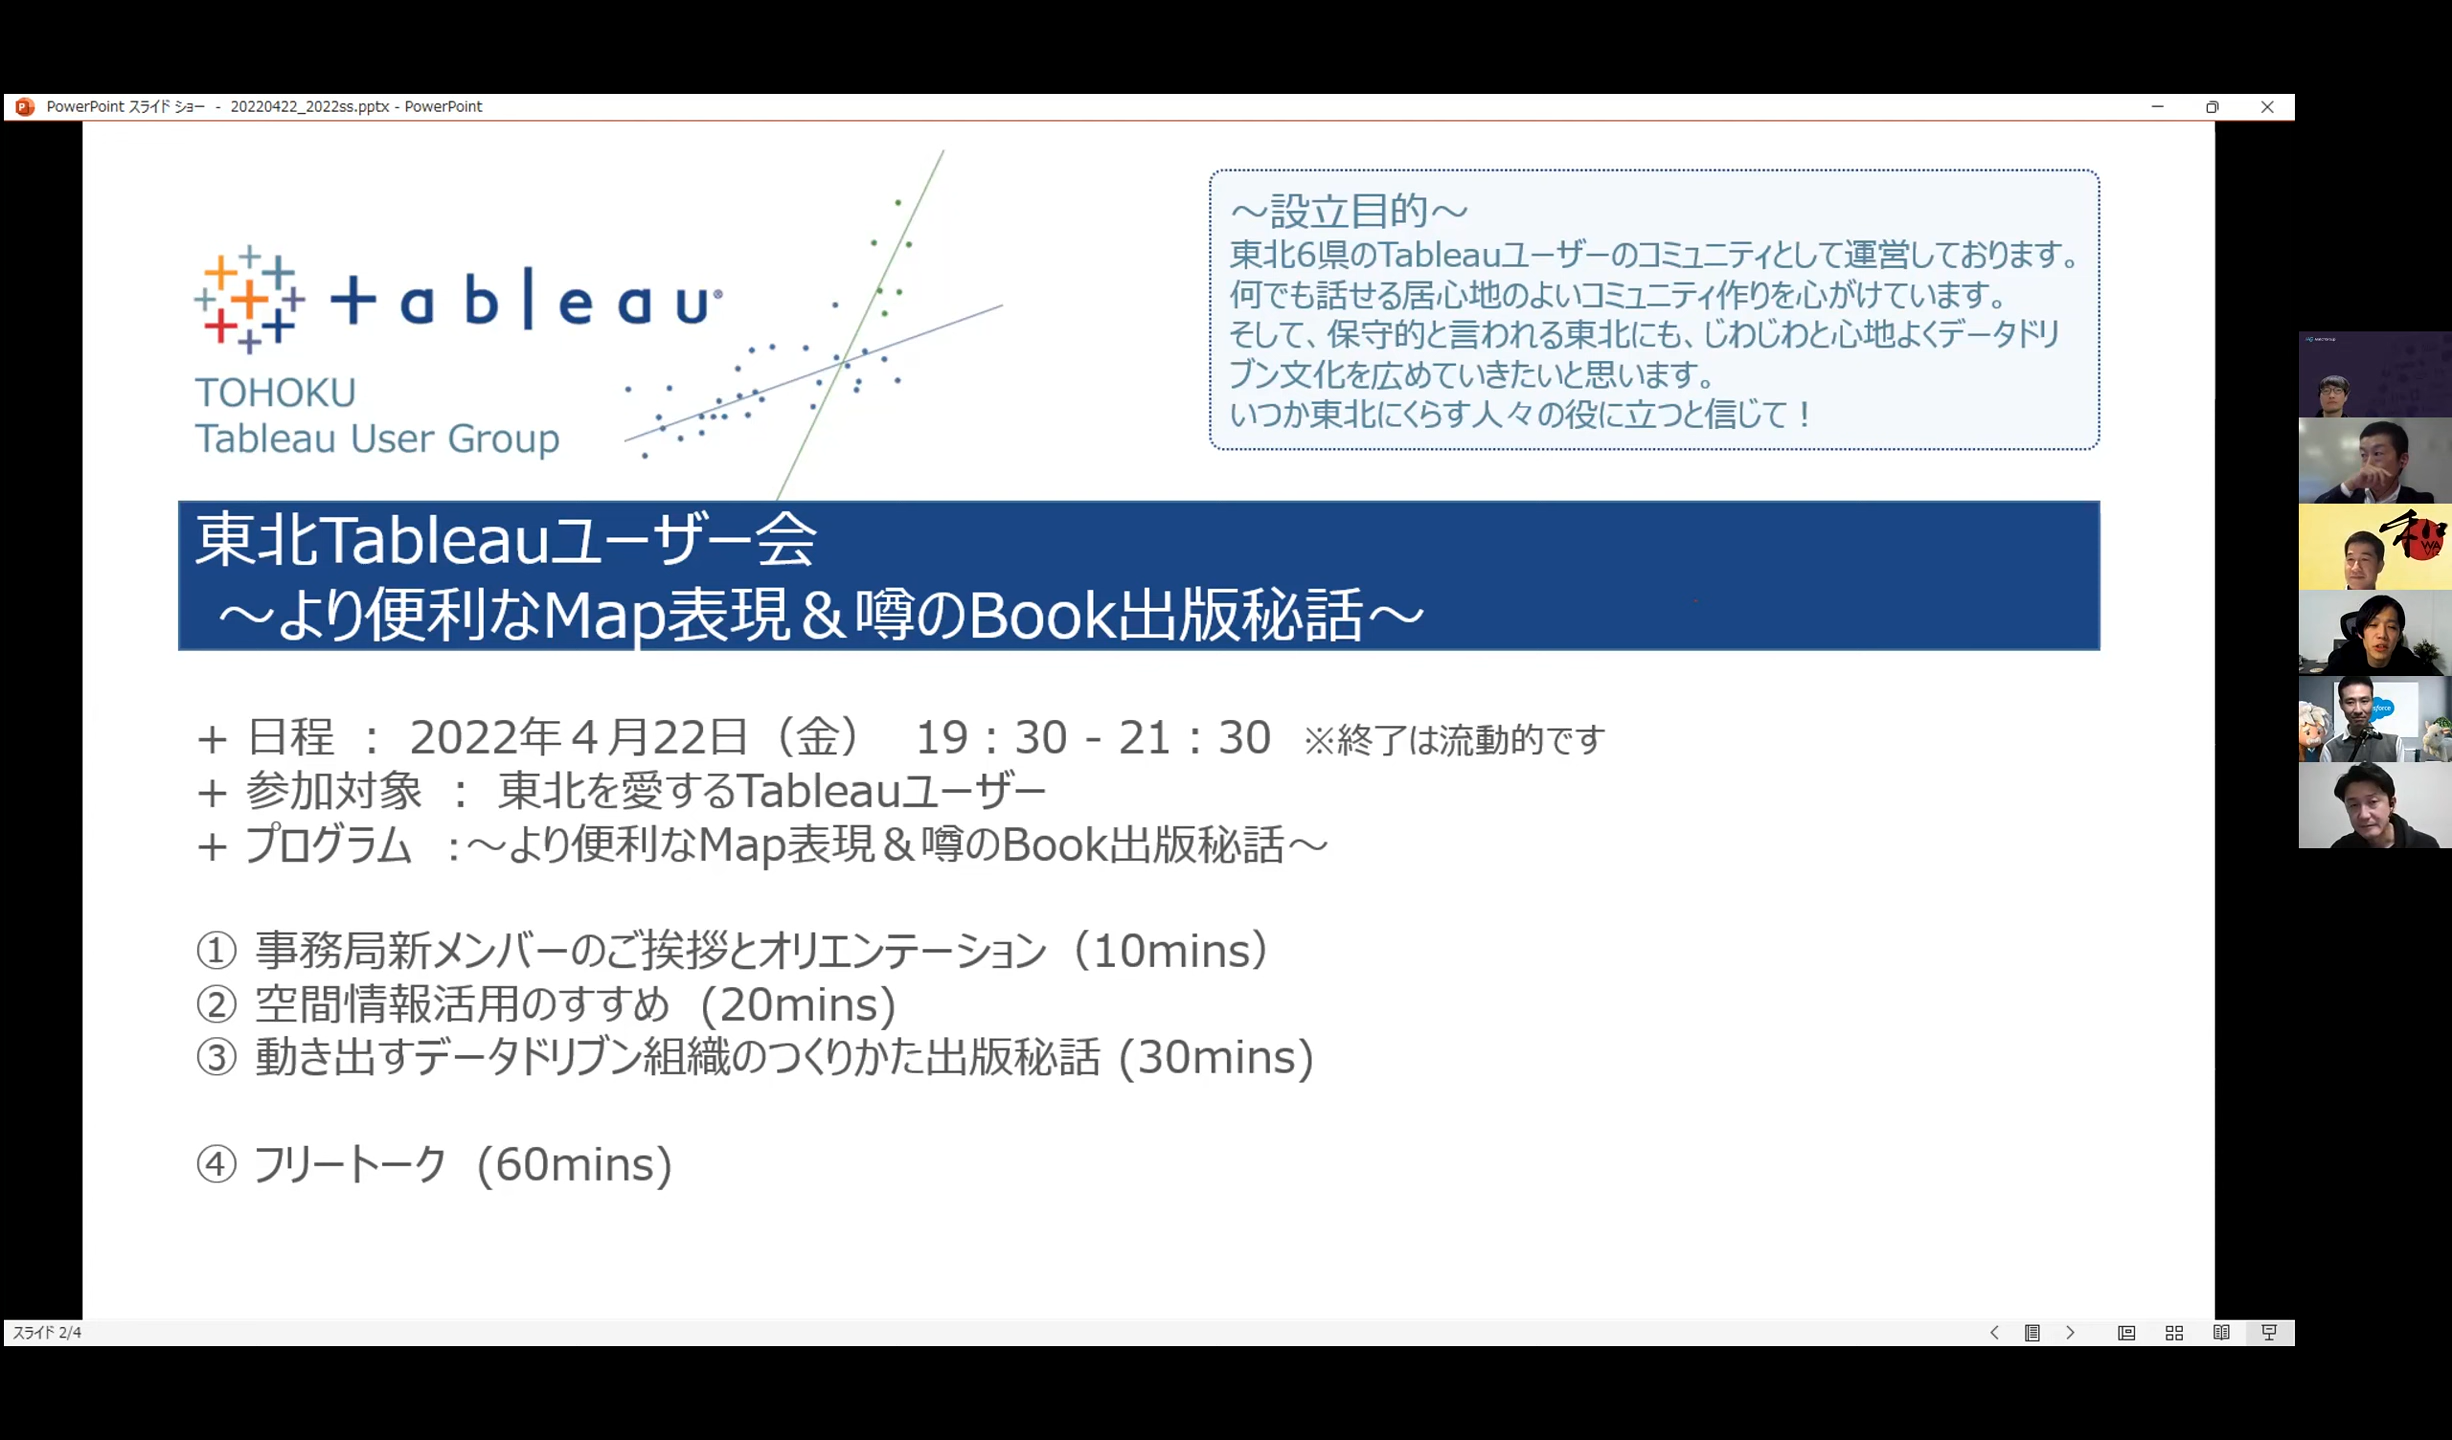 PowerPoint スライド ショー - 20220422_2022ss.pptx - PowerPoint
+ableau®
TOHOKU
Tableau User Group
～設立目的～
東北6県のTableauユーザーのコミュニティとして運営しております。
何でも話せる居心地のよいコミュニティ作りを心がけています。
そして、保守的と言われる東北にも、じわじわと心地よくデータドリ
ブン文化を広めていきたいと思います。
いつか東北にくらす人々の役に立つと信じて！
東北Tableauユーザー会
～より便利なMap表現＆噂のBook出版秘話～
+ 日程 ： 2022年４月22日（金） 19：30 - 21：30 ※終了は流動的です
+ 参加対象 ： 東北を愛するTableauユーザー
+ プログラム ：～より便利なMap表現＆噂のBook出版秘話～
① 事務局新メンバーのご挨拶とオリエンテーション（10mins）
② 空間情報活用のすすめ (20mins)
③ 動き出すデータドリブン組織のつくりかた出版秘話 (30mins)
④ フリートーク (60mins)
スライド 2/4
和
WA